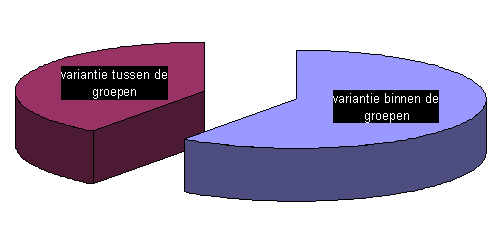 variantie tussen de
groepen
variantie binnen de
groepen